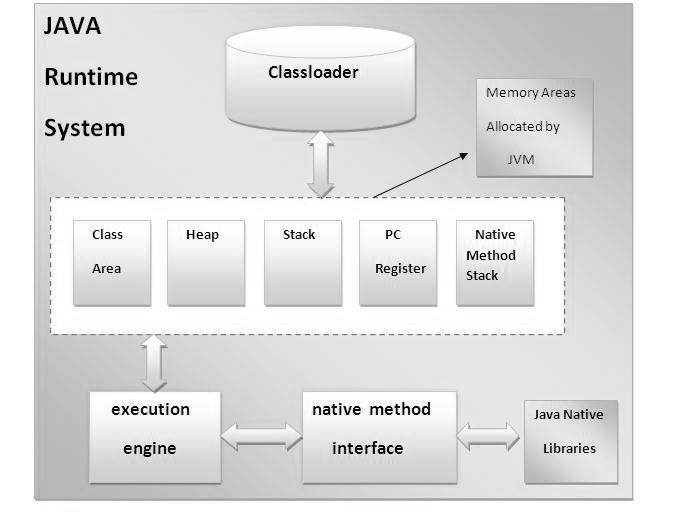 JAVA
Runtime
System
Classloader
Memory Areas
Allocated by
JVM
Class
Area
Heap
Stack
PC
Register
Native
Method
Stack
execution
engine
native method
interface
Java Native
Libraries